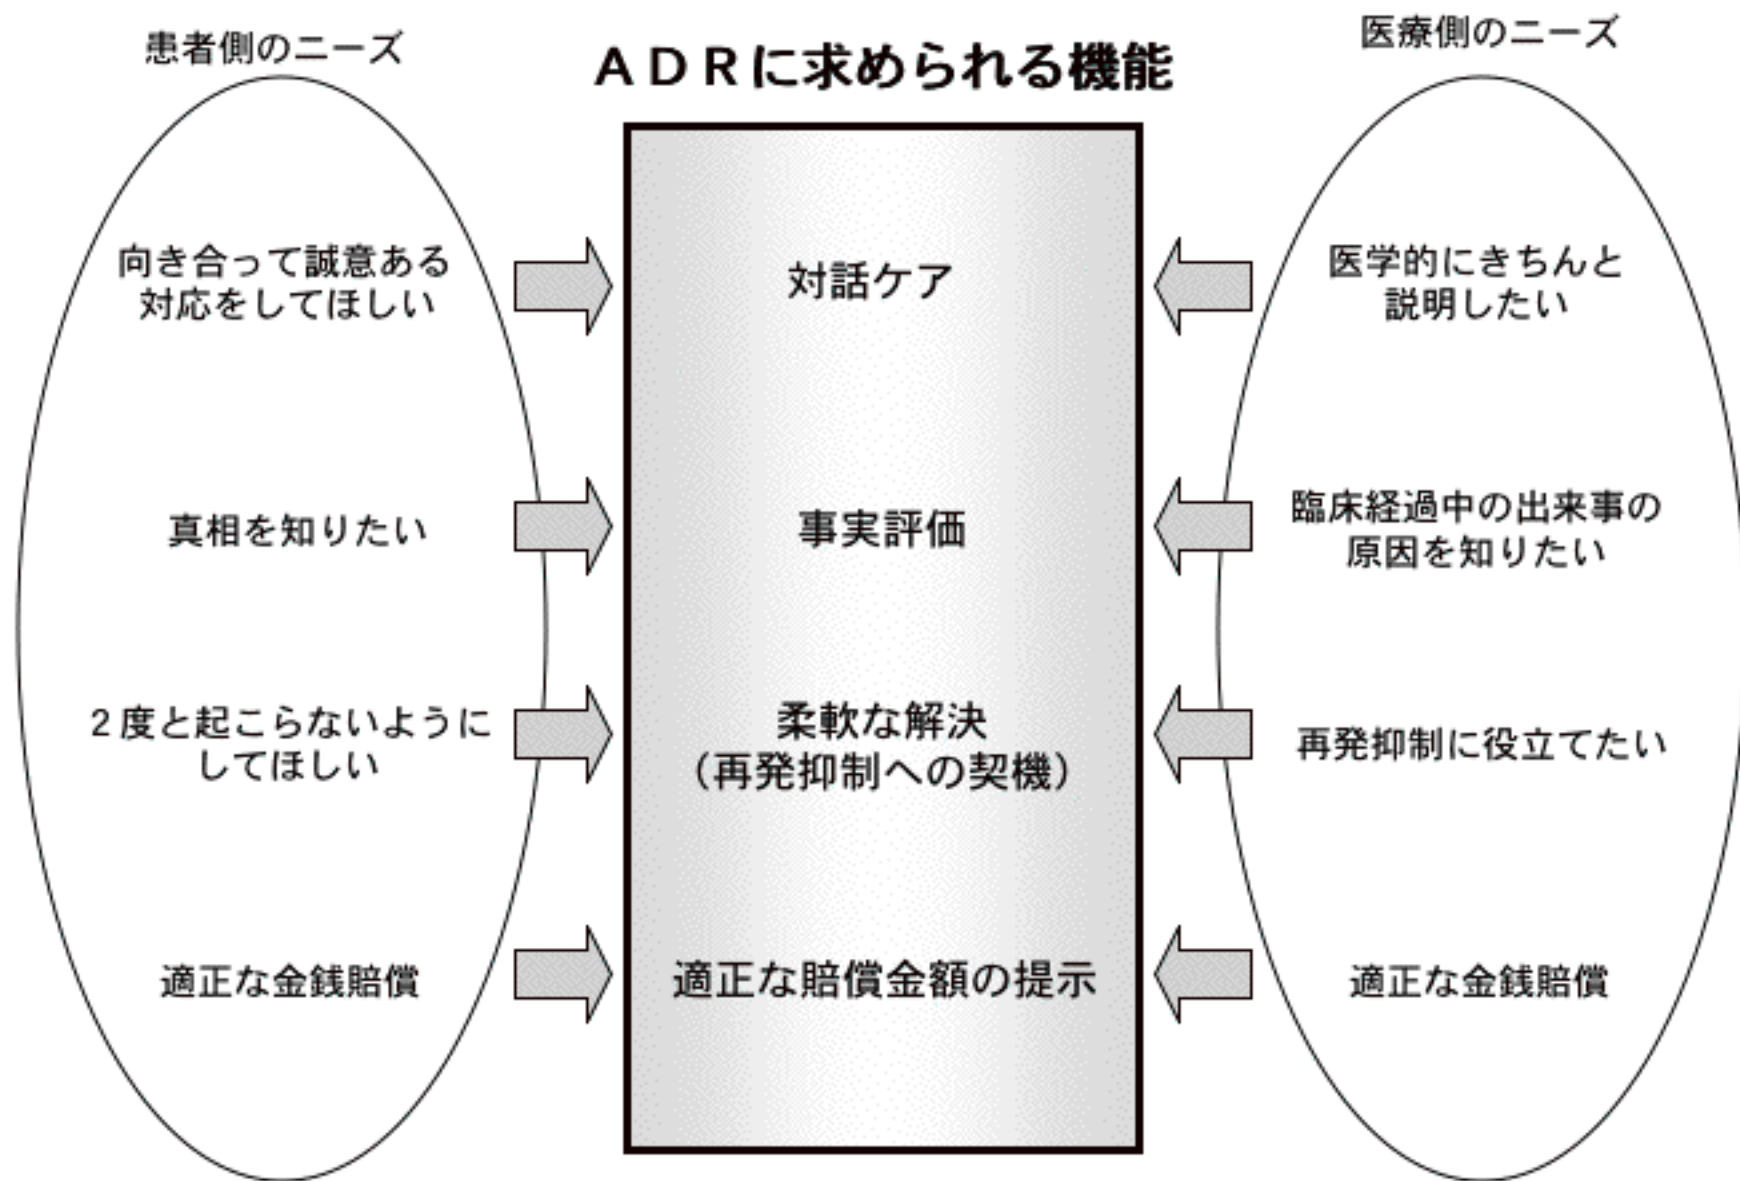 患者側のニーズ
ＡＤＲに求められる機能
医療側のニーズ
向き合って誠意ある
対応をしてほしい
対話ケア
医学的にきちんと
説明したい
真相を知りたい
事実評価
臨床経過中の出来事の
原因を知りたい
２度と起こらないように
してほしい
柔軟な解決
（再発抑制への契機）
再発抑制に役立てたい
適正な金銭賠償
適正な賠償金額の提示
適正な金銭賠償